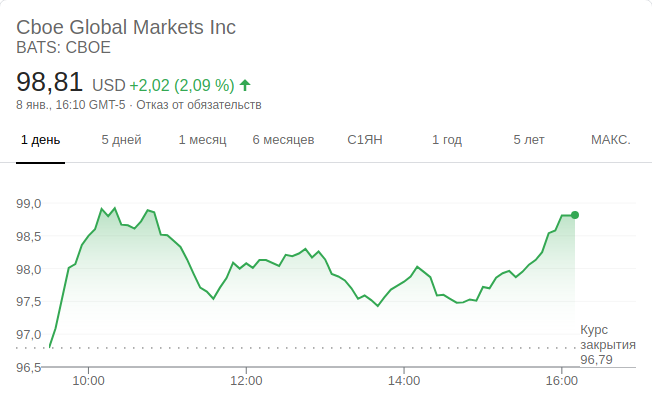 Cboe Global Markets Inc
BATS: CBOE
98,81 USD +2,02 (2,09 %)
8 янв., 16:10 GMT-5 · Отказ от обязательств
1 день 5 дней 1 месяц 6 месяцев С1ЯН 1 год 5 лет МАКС.
99,0
98,5
98,0
97,5
97,0
96,5
Курс
закрытия
96,79
10:00 12:00 14:00 16:00